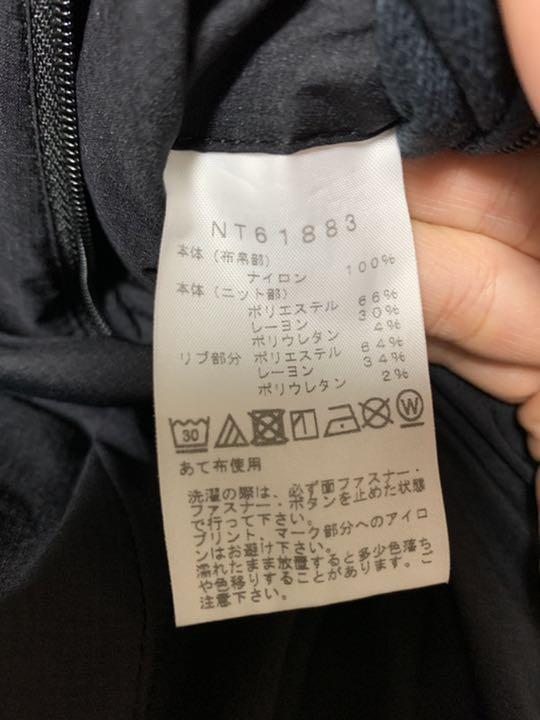 NT61883
本体（布帛部）
ナイロン 100%
本体（ニット部）
ポリエステル 66%
レーヨン 30%
ポリウレタン 4%
リブ部分 ポリエステル 64%
レーヨン 34%
ポリウレタン 2%
30 W
あて布使用
洗濯の際は、必ず面ファスナー・
ファスナー・ボタンを止めた状態
で行って下さい。
プリント、マーク部分へのアイロ
ンはお避け下さい。
濡れたまま放置すると多少色落ち
や色移りすることがあります。ご
注意下さい。